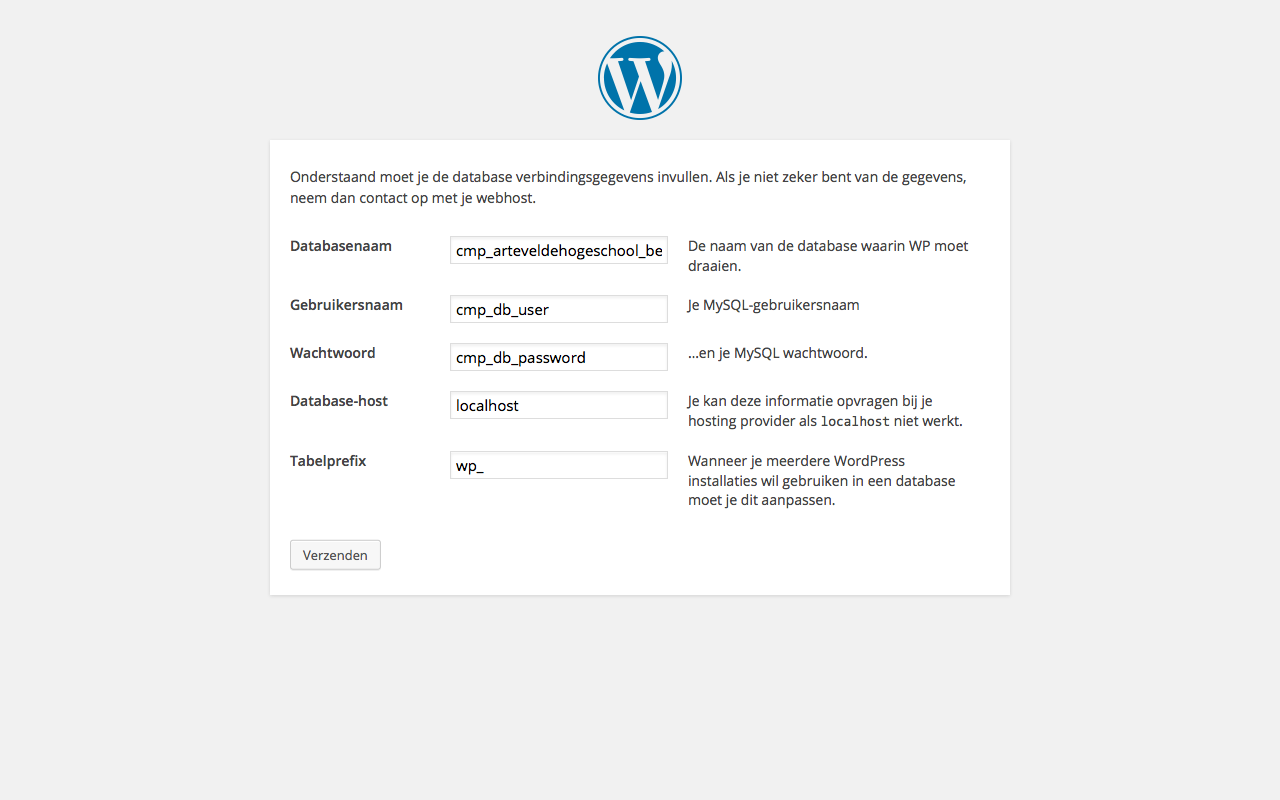 Onderstaand moet je de database verbindingsgegevens invullen. Als je niet zeker bent van de gegevens,
neem dan contact op met je webhost.
Databasenaam
cmp_arteveldehogeschool_be
De naam van de database waarin WP moet
draaien.
Gebruikersnaam
cmp_db_user
Je MySQL-gebruikersnaam
Wachtwoord
cmp_db_password
...en je MySQL wachtwoord.
Database-host
localhost
Je kan deze informatie opvragen bij je
hosting provider als localhost niet werkt.
Tabelprefix
wp_
Wanneer je meerdere WordPress
installaties wil gebruiken in een database
moet je dit aanpassen.
Verzenden